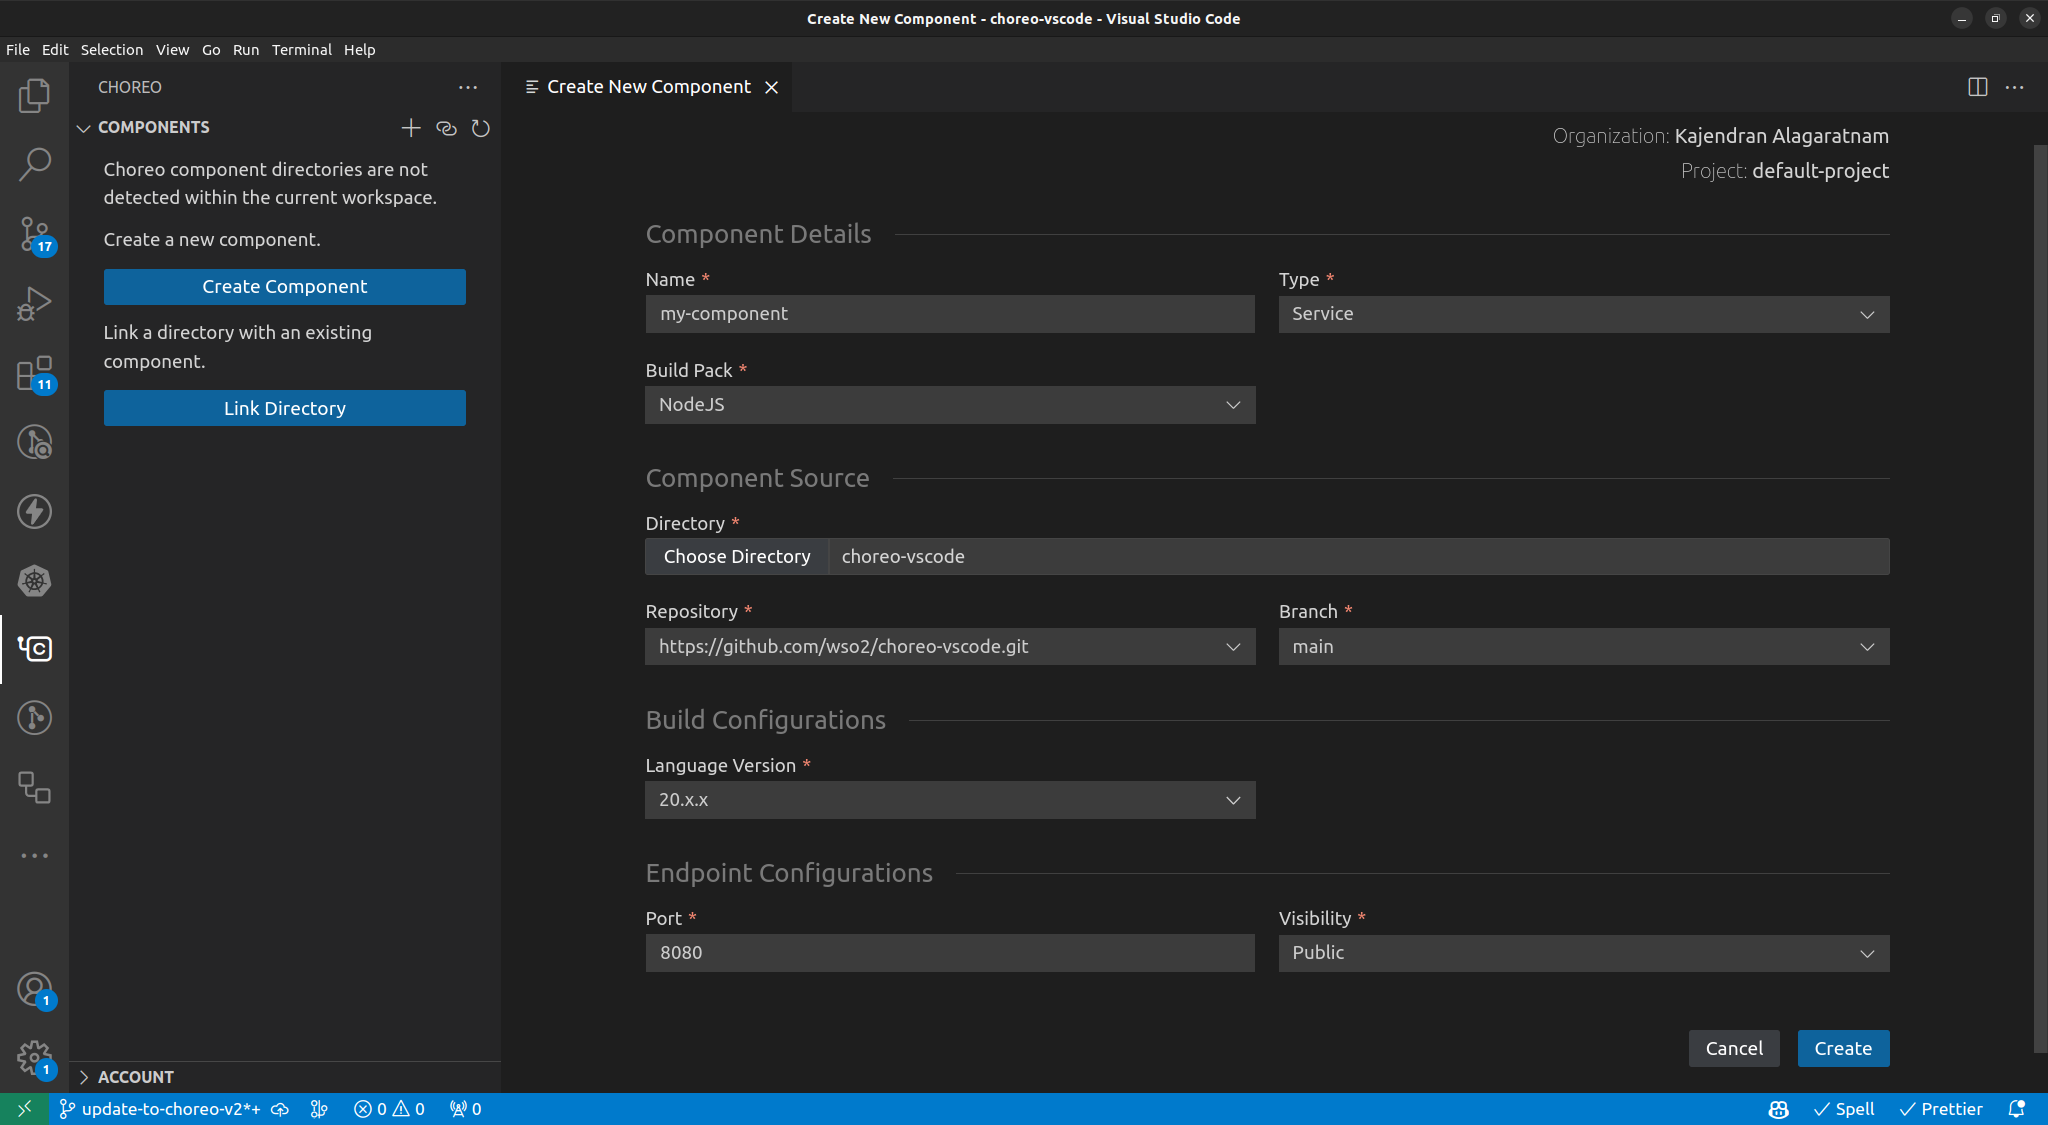 Create New Component - choreo-vscode - Visual Studio Code
File Edit Selection View Go Run Terminal Help
CHOREO
COMPONENTS
Choreo component directories are not
detected within the current workspace.
Create a new component.
Create Component
Link a directory with an existing
component.
Link Directory
17
11
C
1
1
ACCOUNT
Create New Component
Organization: Kajendran Alagaratnam
Project: default-project
Component Details
Name * Type *
my-component Service
Build Pack *
NodeJS
Component Source
Directory *
Choose Directory choreo-vscode
Repository * Branch *
https://github.com/wso2/choreo-vscode.git main
Build Configurations
Language Version *
20.x.x
Endpoint Configurations
Port * Visibility *
8080 Public
Cancel Create
update-to-choreo-v2*+ 0 0 0 Spell Prettier